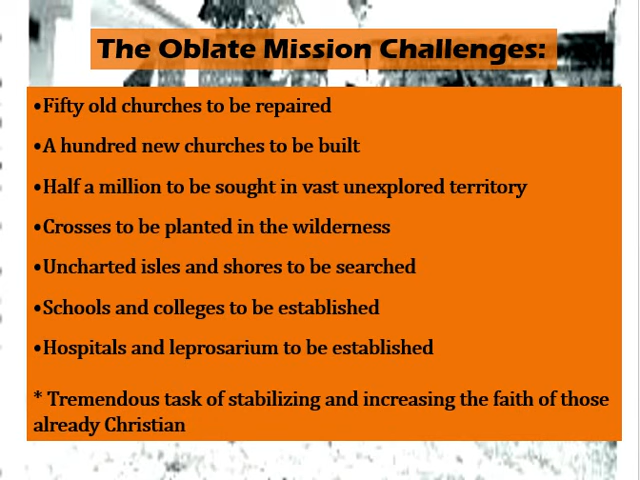 The Oblate Mission Challenges:
•Fifty old churches to be repaired
•A hundred new churches to be built
•Half a million to be sought in vast unexplored territory
•Crosses to be planted in the wilderness
•Uncharted isles and shores to be searched
•Schools and colleges to be established
•Hospitals and leprosarium to be established
* Tremendous task of stabilizing and increasing the faith of those
already Christian